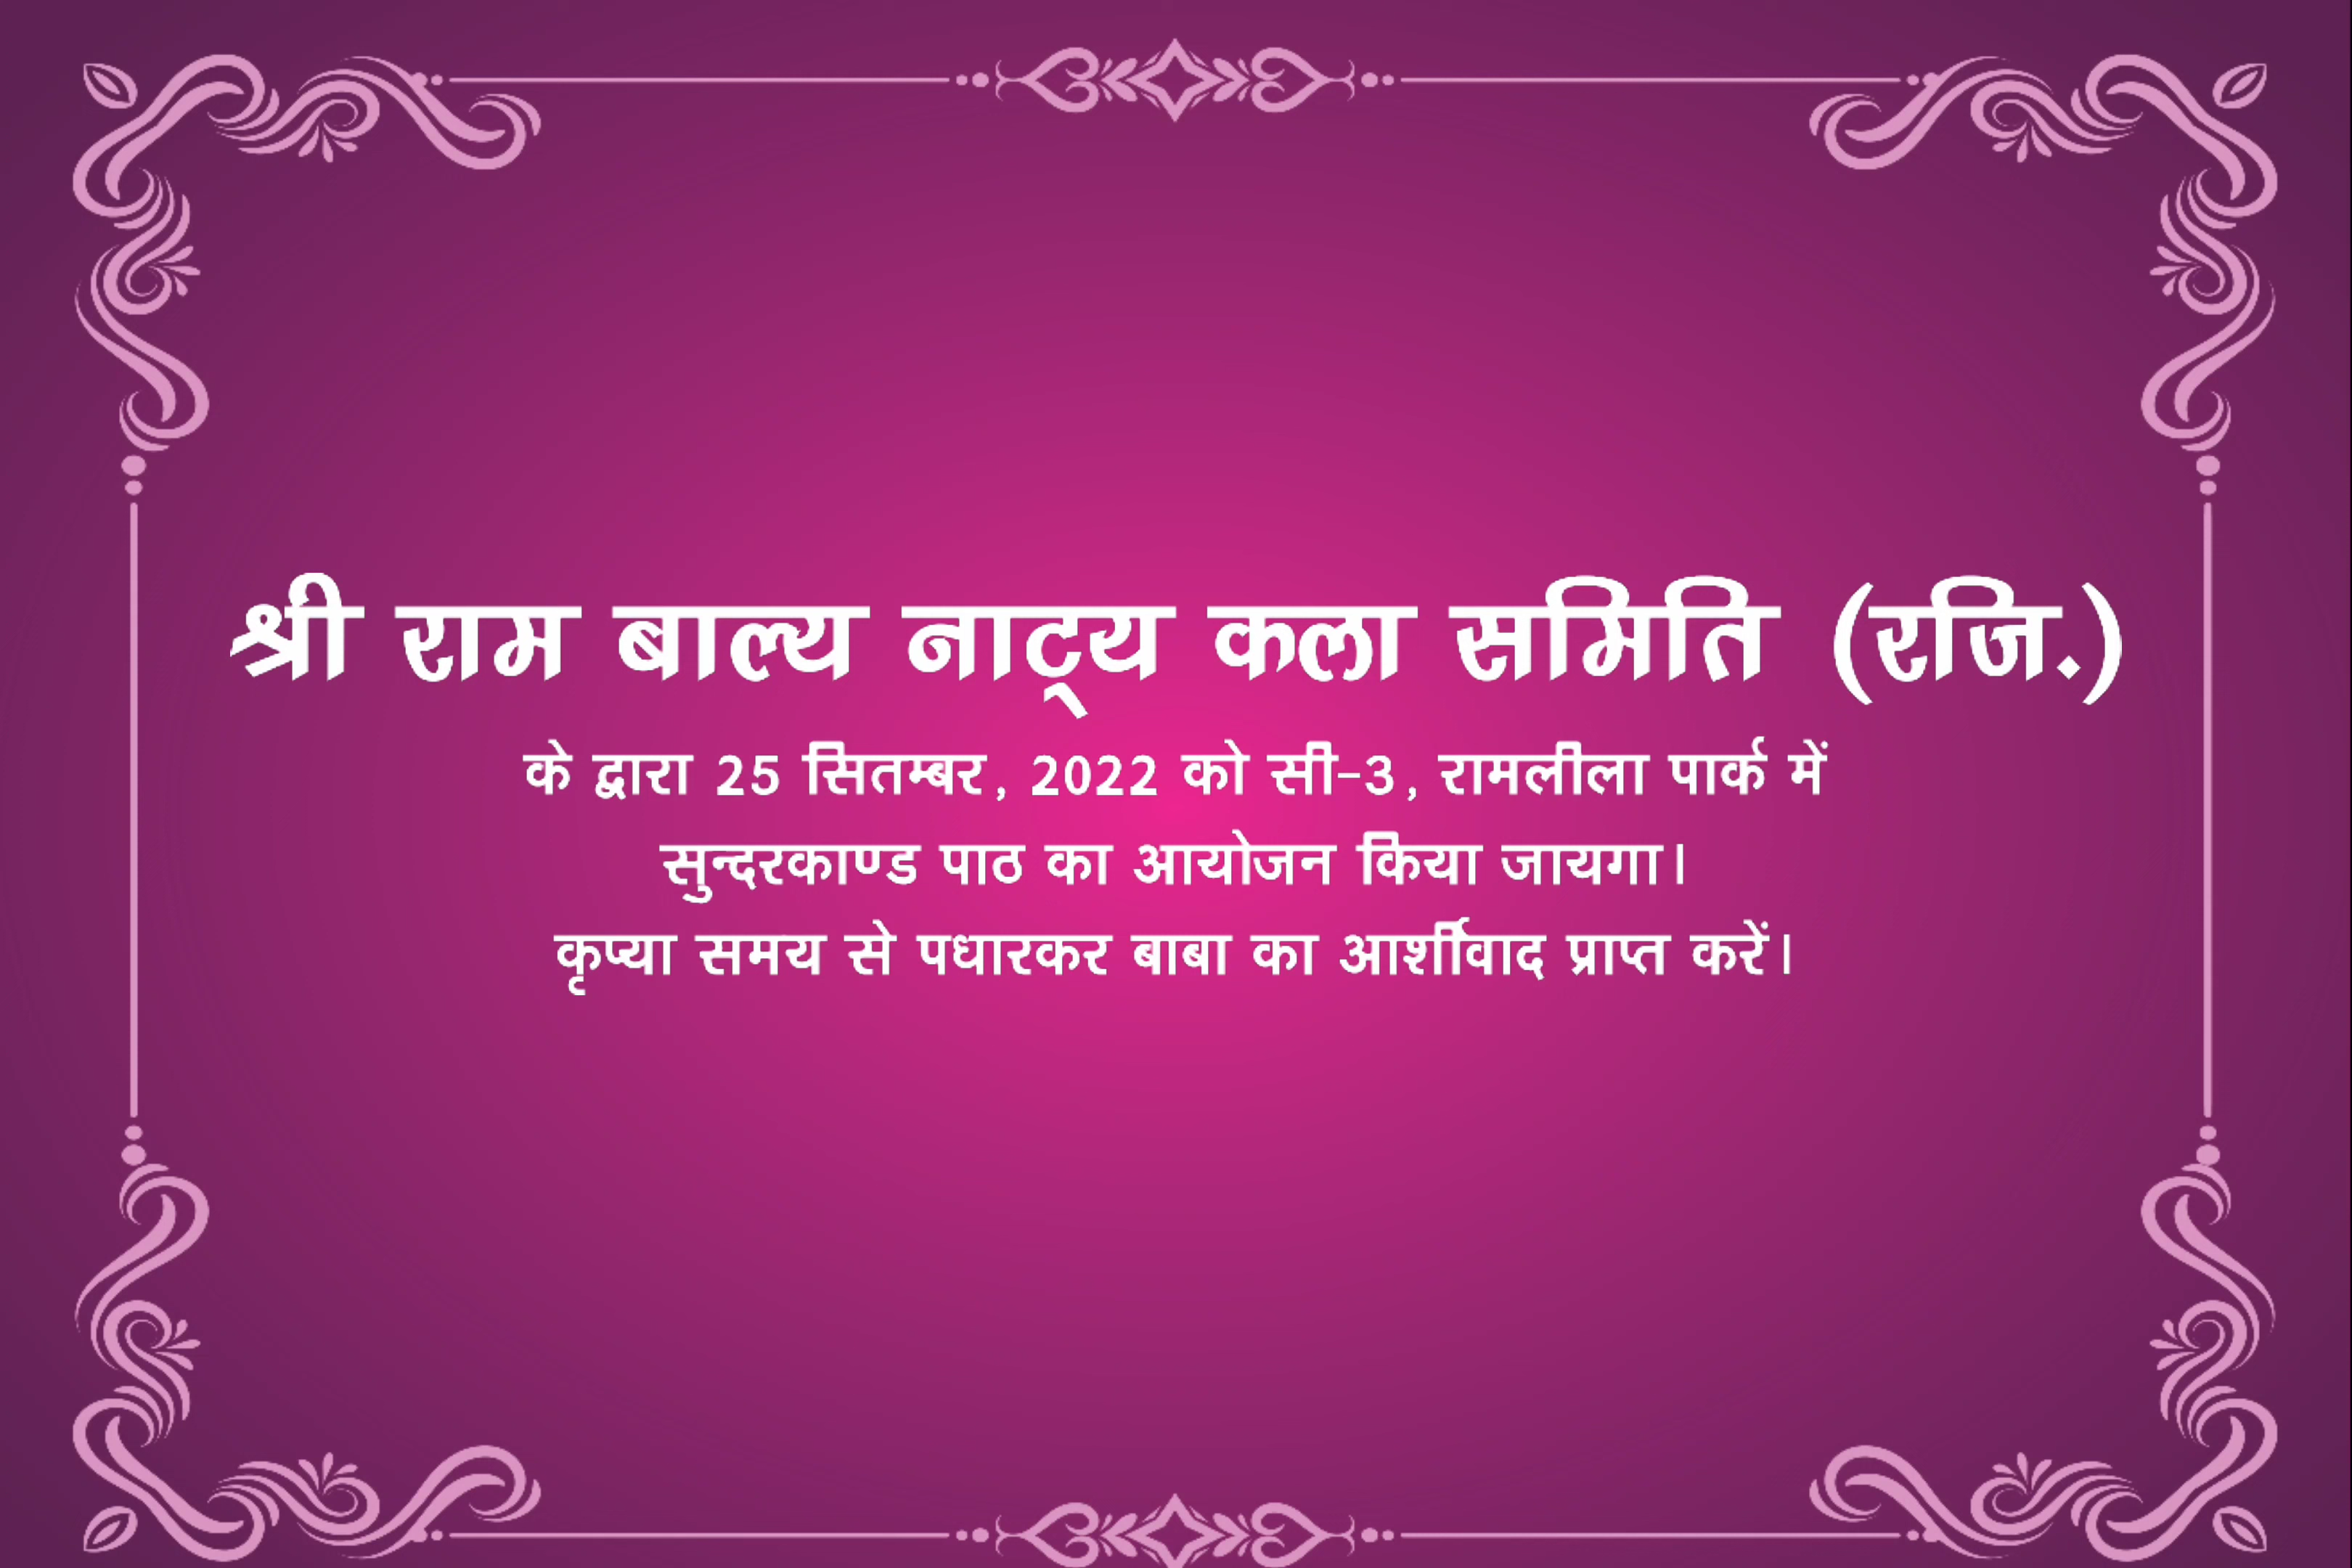 श्री राम बाल्य नाट्य कला समिति (रजि.)
के द्वारा 25 सितम्बर, 2022 को सी-3, रामलीला पार्क में
सुन्दरकाण्ड पाठ का आयोजन किया जायगा।
कृप्या समय से पधारकर बाबा का आर्शीवाद प्राप्त करें।